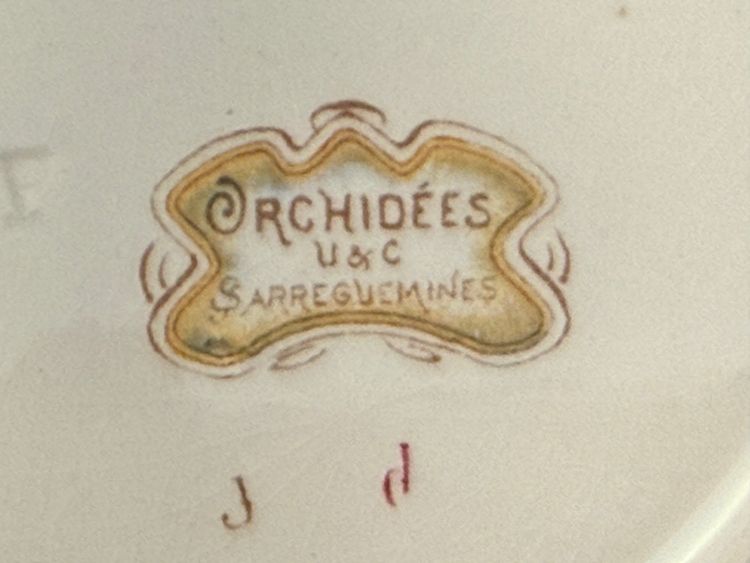 ORCHIDÉES
U & C
SARREGUEMINES
J d